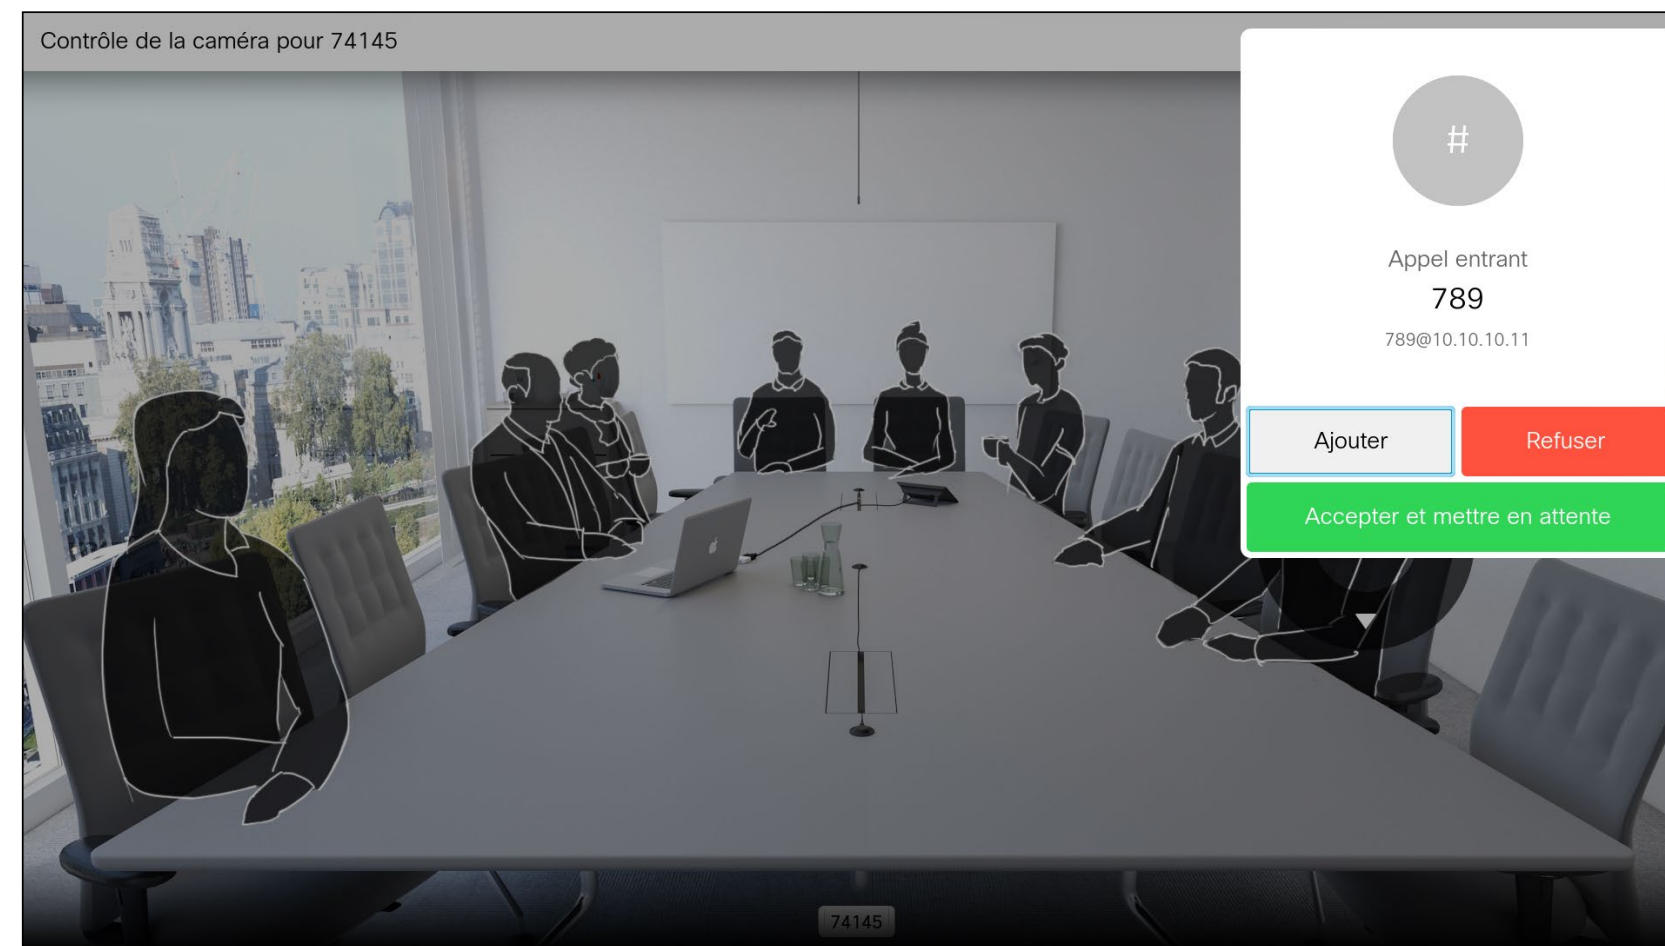 Contrôle de la caméra pour 74145
#
Appel entrant
789
789@10.10.10.11
Ajouter
Refuser
Accepter et mettre en attente
74145